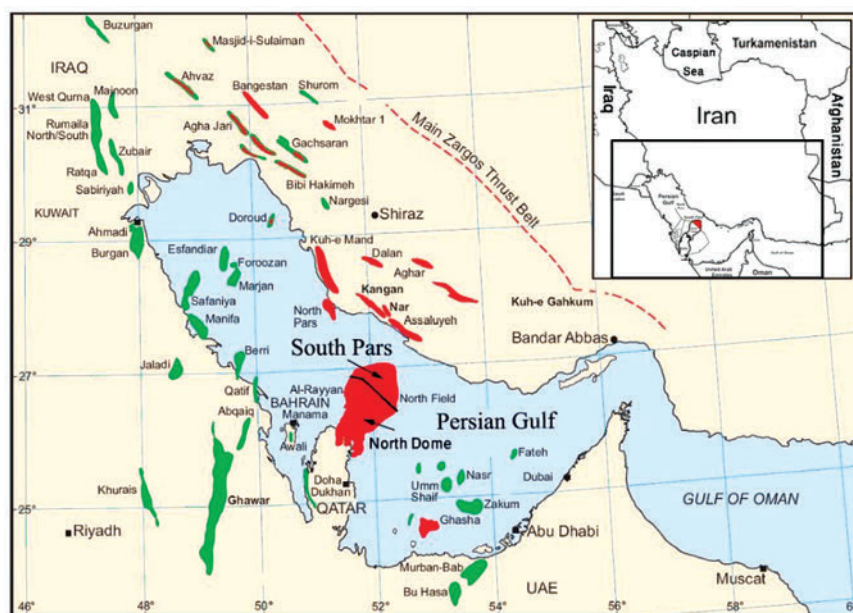 Buzurgan
Masjid-i-Sulaiman
IRAQ
Ahvaz
Shurom
Majnoon
Bangestan
West Qurna
31°
Mokhtar 1
Rumaila
North/South
Agha Jari
Gachsaran
Zubair
Ratqa
Bibi Hakimeh
Sabiriyah
Nargesi
KUWAIT
Doroud
Shiraz
Main Zargos Thrust Belt
Ahmadi
29°
Burgan
Esfandiar
Kuh-e Mand
Foroozan
Dalan
Aghar
Marjan
Safaniya
Kangan
Nar
Kuh-e Gahkum
Manifa
North
Pars
Assaluyeh
Bandar Abbas
South Pars
Jaladi
Berri
27°
Qatif
Al-Rayyan
North Field
BAHRAIN
Manama
Abqaiq
Persian Gulf
Awali
North Dome
Fateh
Doha
Dukhan
Umm
Shaif
Nasr
Dubai
Khurais
Ghawar
25°
QATAR
Zakum
GULF OF OMAN
Ghasha
Riyadh
Abu Dhabi
Murban-Bab
Muscat
Bu Hasa
UAE
46°
48°
50°
52°
54°
56°
58°
Caspian
Sea
Turkamenistan
Iraq
Iran
Afghanistan
Persian
Gulf
Oman